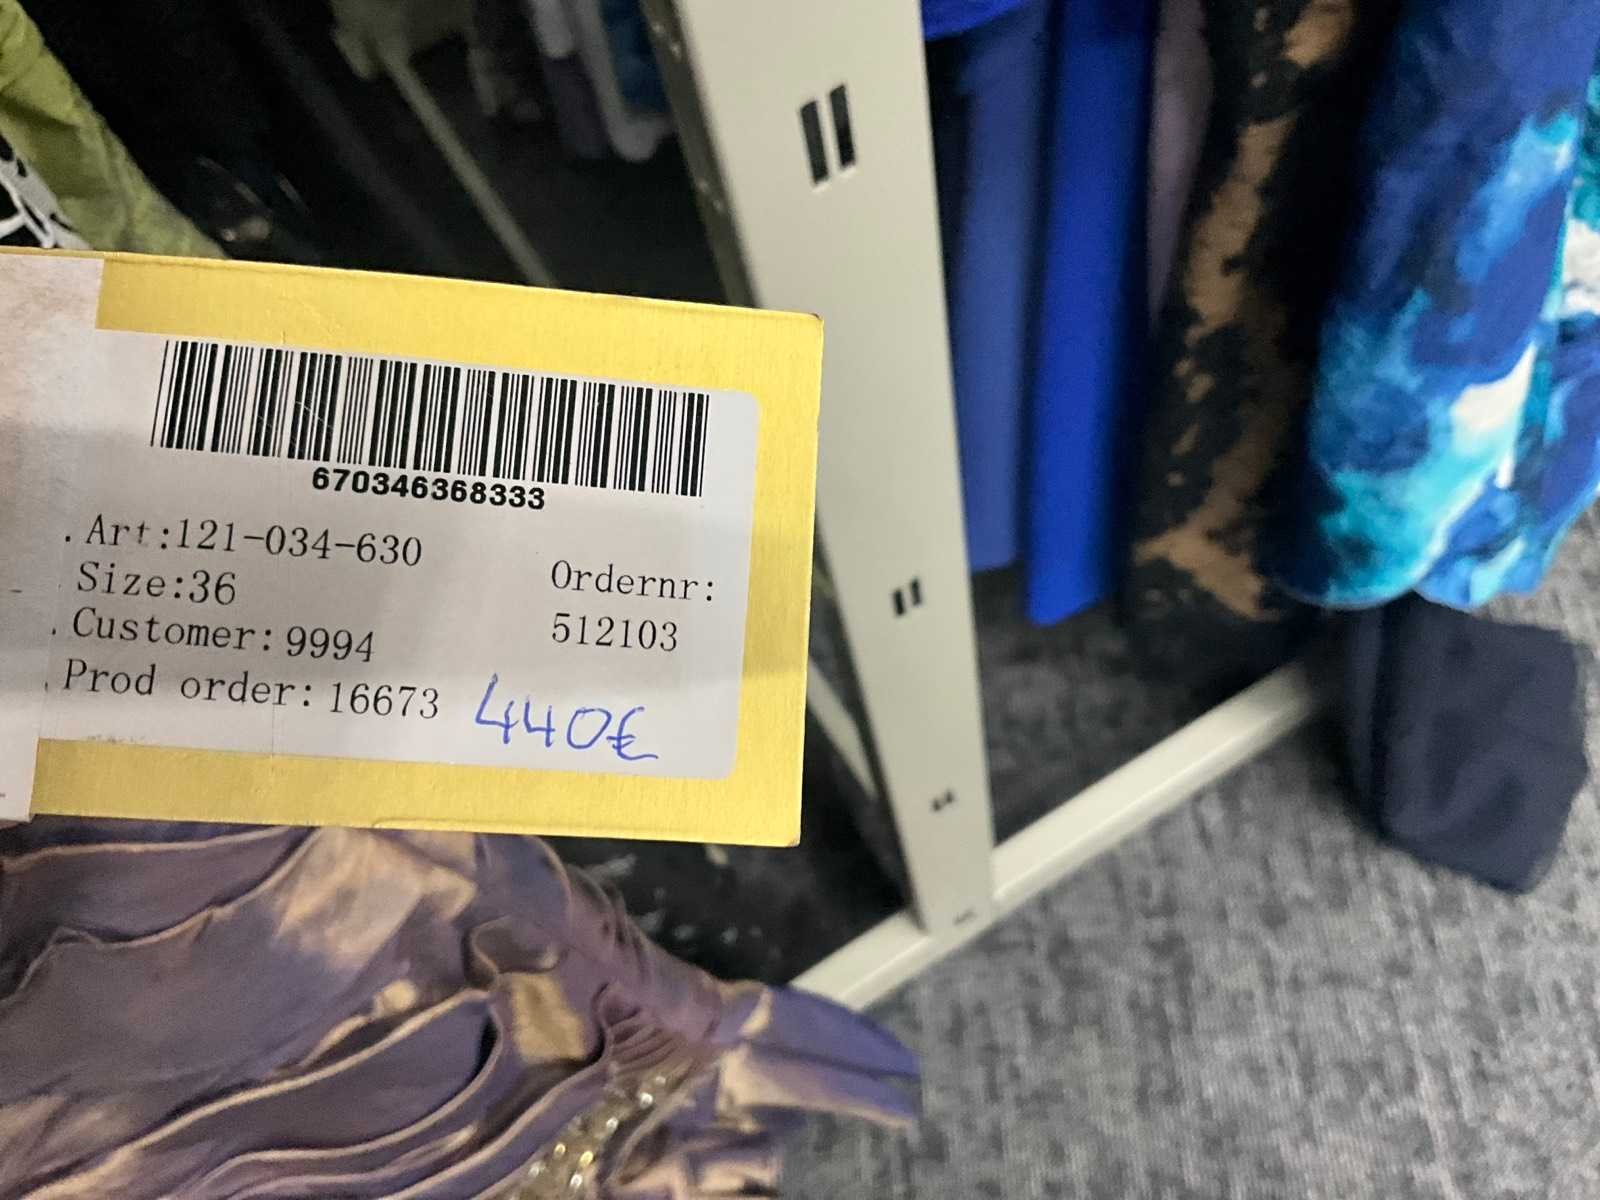 670346368333
Art:121-034-630
Size:36
Customer: 9994
Prod order: 16673
Ordernr:
512103
440€